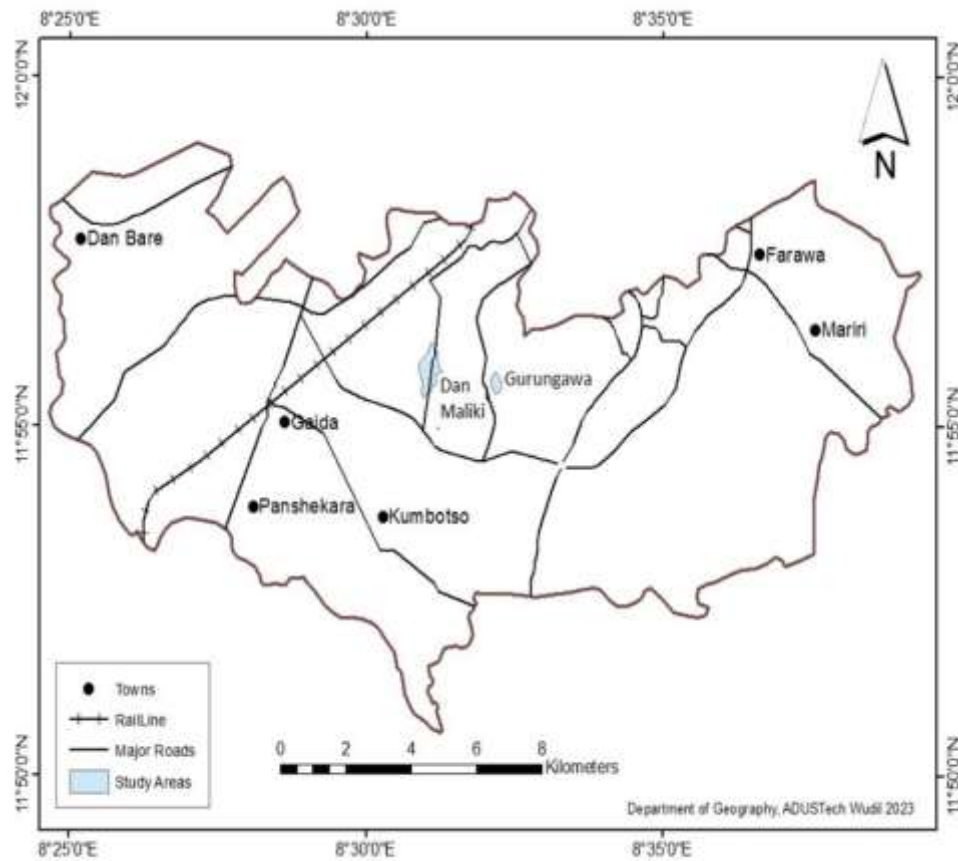 8°25'0"E
8°30'0"E
8°35'0"E
12°0'0"N
12°0'0"N
N
Dan Bare
Farawa
Mariri
Dan
Maliki
Gurungawa
11°55'0"N
11°55'0"N
Gaida
Panshekara
Kumbotso
Towns
RailLine
Major Roads
Study Areas
0 2 4 6 8
Kilometers
11°50'0"N
11°50'0"N
Department of Geography, ADUSTech Wudil 2023
8°25'0"E
8°30'0"E
8°35'0"E